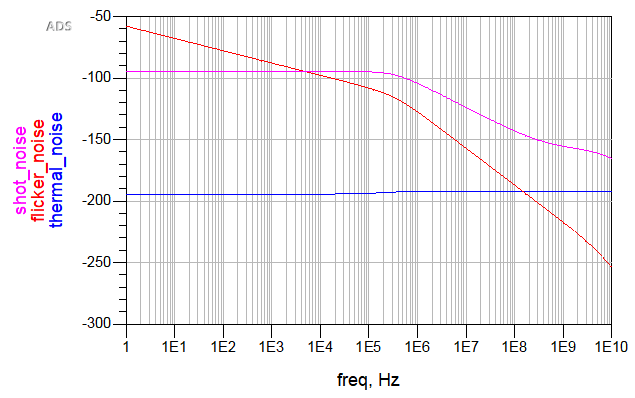 ADS
-50
-100
-150
-200
-250
-300
shot_noise
flicker_noise
thermal_noise
1 1E1 1E2 1E3 1E4 1E5 1E6 1E7 1E8 1E9 1E10
freq, Hz